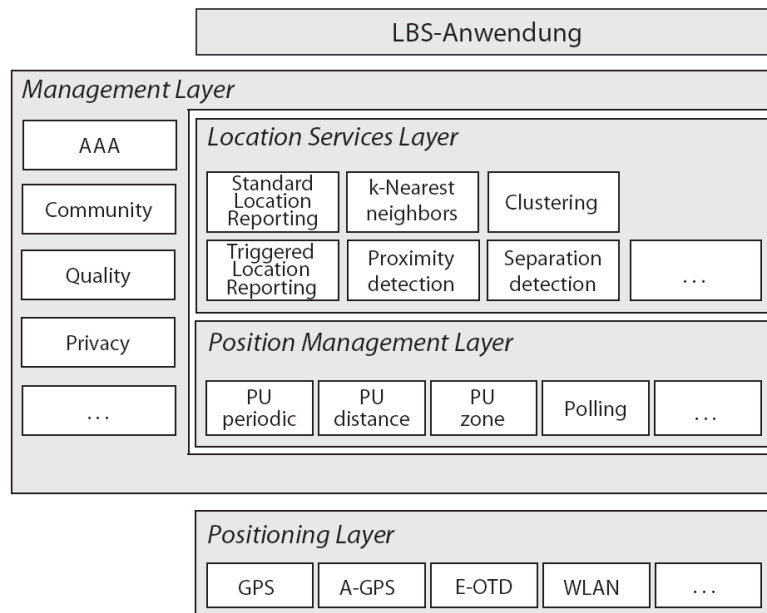 LBS-Anwendung
Management Layer
AAA
Community
Quality
Privacy
...
Location Services Layer
Standard
Location
Reporting
k-Nearest
neighbors
Clustering
Triggered
Location
Reporting
Proximity
detection
Separation
detection
...
Position Management Layer
PU
periodic
PU
distance
PU
zone
Polling
...
Positioning Layer
GPS
A-GPS
E-OTD
WLAN
...